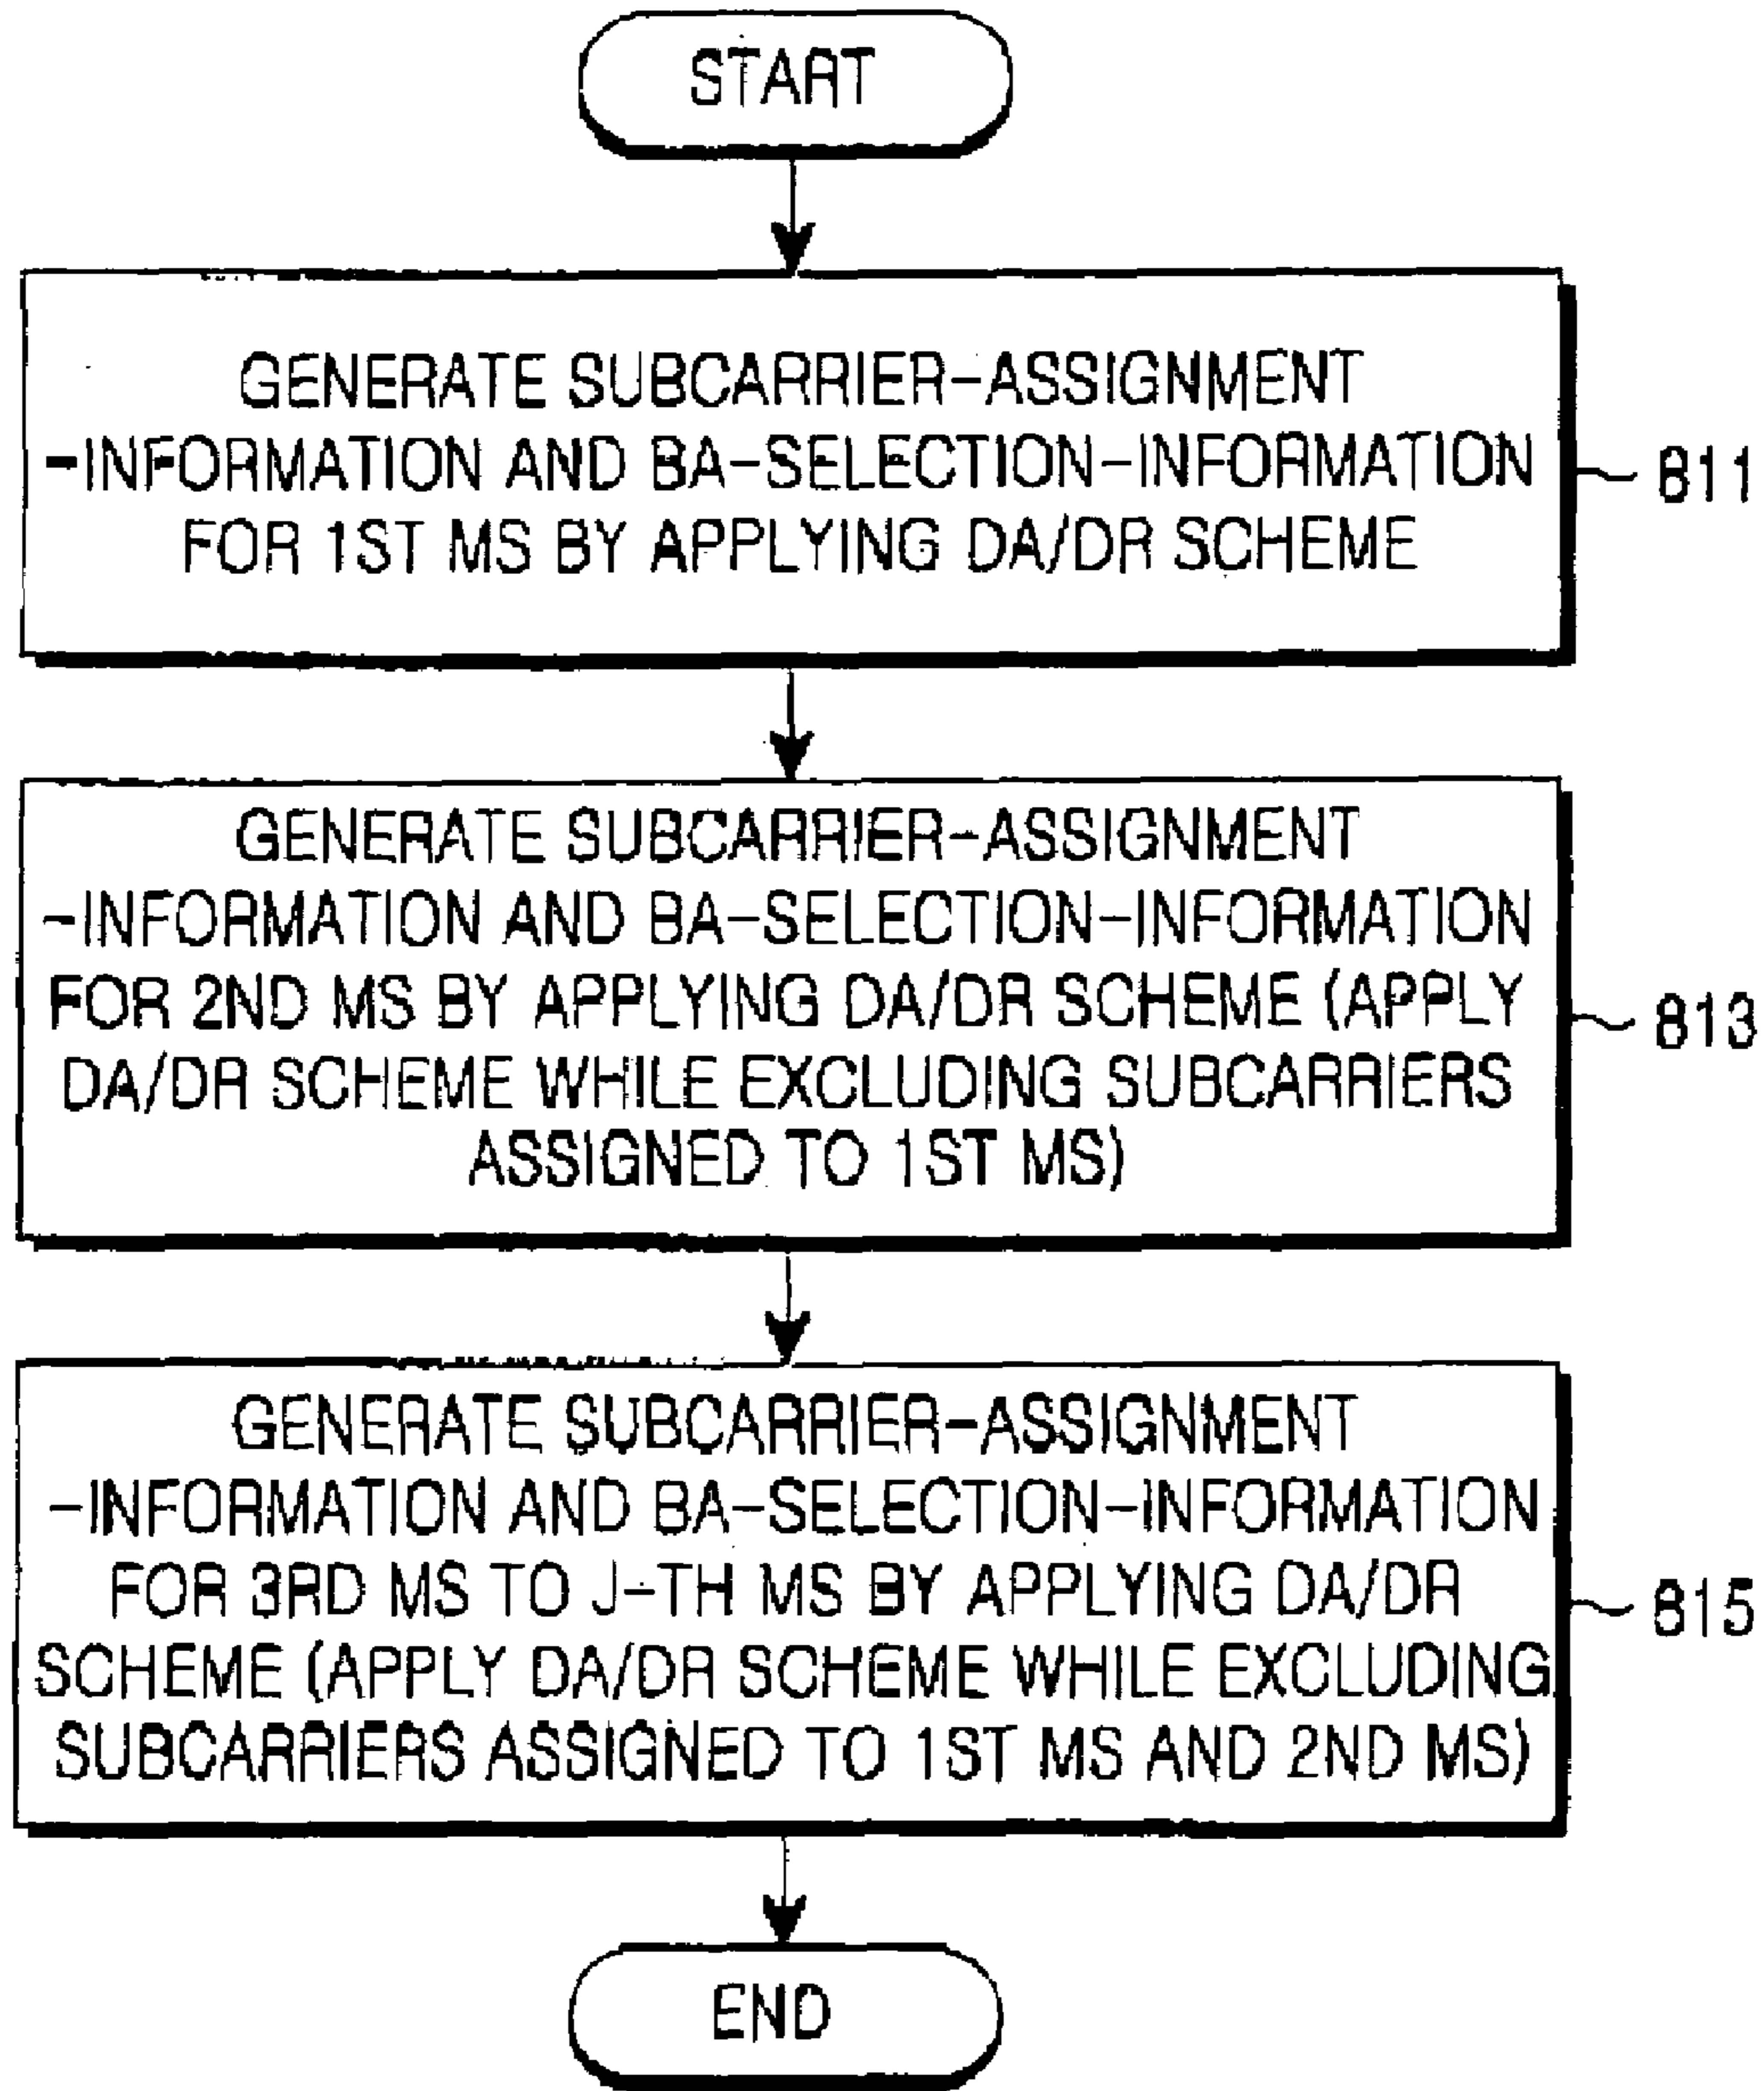 START
GENERATE SUBCARRIER-ASSIGNMENT
-INFORMATION AND BA-SELECTION-INFORMATION
FOR 1ST MS BY APPLYING DA/DR SCHEME
811
GENERATE SUBCARRIER-ASSIGNMENT
-INFORMATION AND BA-SELECTION-INFORMATION
FOR 2ND MS BY APPLYING DA/DR SCHEME (APPLY
DA/DR SCHEME WHILE EXCLUDING SUBCARRIERS
ASSIGNED TO 1ST MS)
813
GENERATE SUBCARRIER-ASSIGNMENT
-INFORMATION AND BA-SELECTION-INFORMATION
FOR 3RD MS TO J-TH MS BY APPLYING DA/DR
SCHEME (APPLY DA/DR SCHEME WHILE EXCLUDING
SUBCARRIERS ASSIGNED TO 1ST MS AND 2ND MS)
815
END